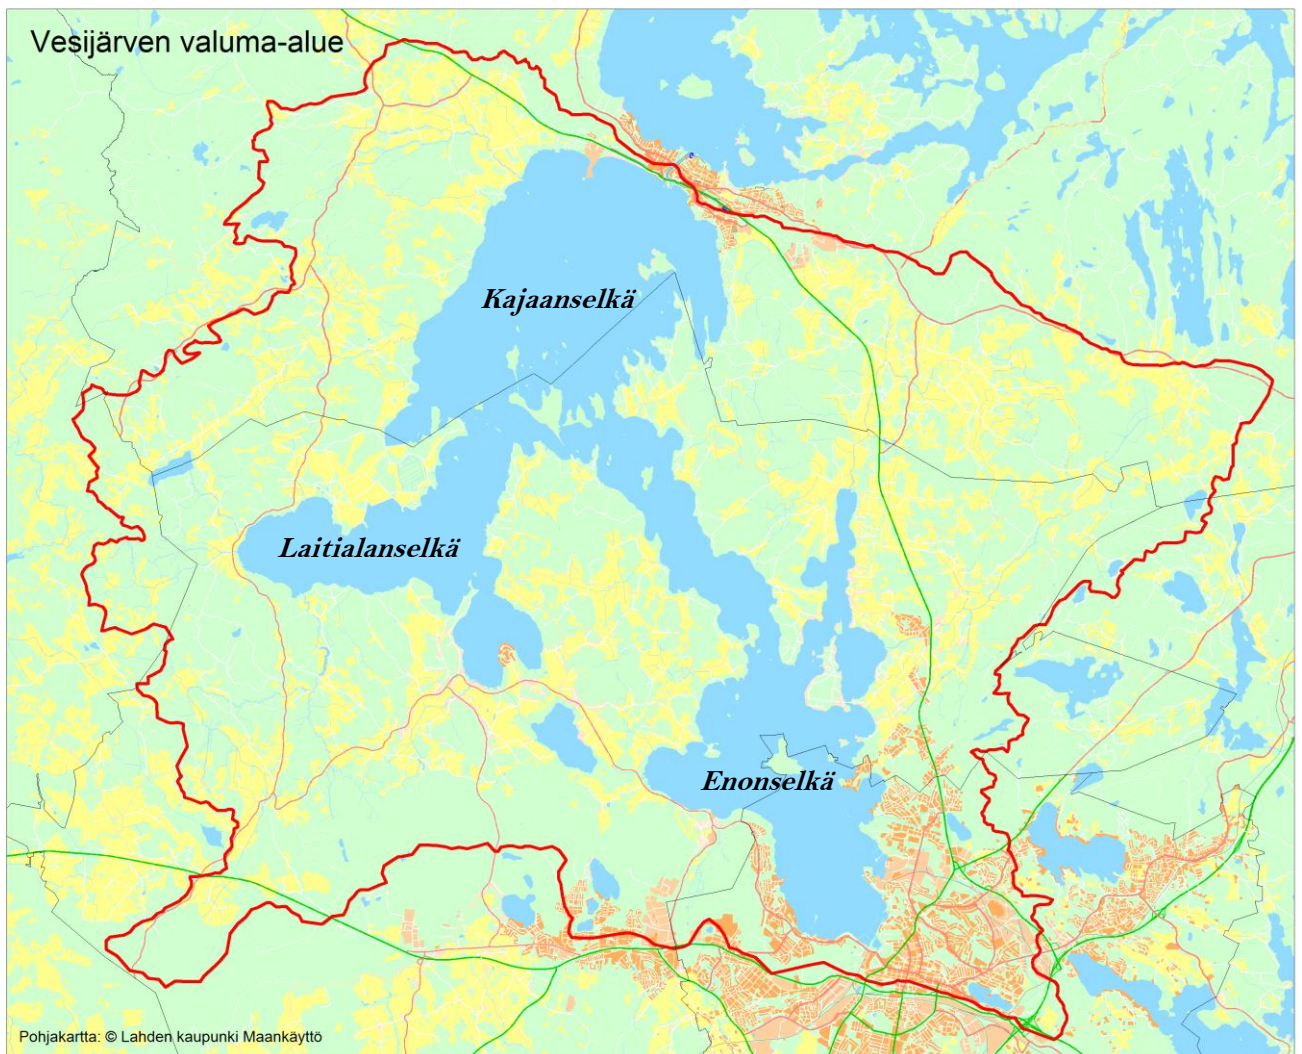 Vesijärven valuma-alue
Kajaanselkä
Laitialanselkä
Enonselkä
Pohjakartta: © Lahden kaupunki Maankäyttö